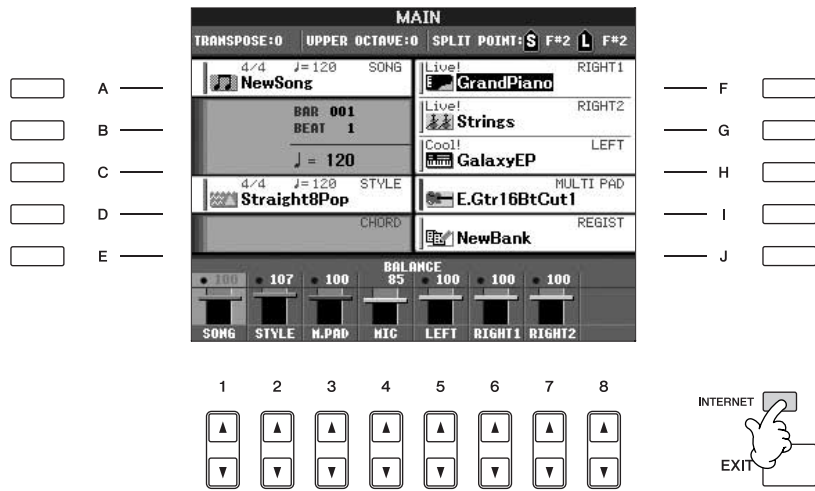 MAIN
TRANSPOSE:0 UPPER OCTAVE:0 SPLIT POINT: S F#2 L F#2
4/4 ♩=120 SONG
NewSong
BAR 001
BEAT 1
♩ = 120
4/4 ♩=120 STYLE
Straight8Pop
CHORD
Live! RIGHT1
GrandPiano
Live! RIGHT2
Strings
Cool! LEFT
GalaxyEP
MULTI PAD
E.Gtr16BtCut1
REGIST
NewBank
BALANCE
100 107 100 85 100 100 100
SONG STYLE M.PAD MIC LEFT RIGHT1 RIGHT2
A
B
C
D
E
F
G
H
I
J
1 2 3 4 5 6 7 8
INTERNET
EXIT